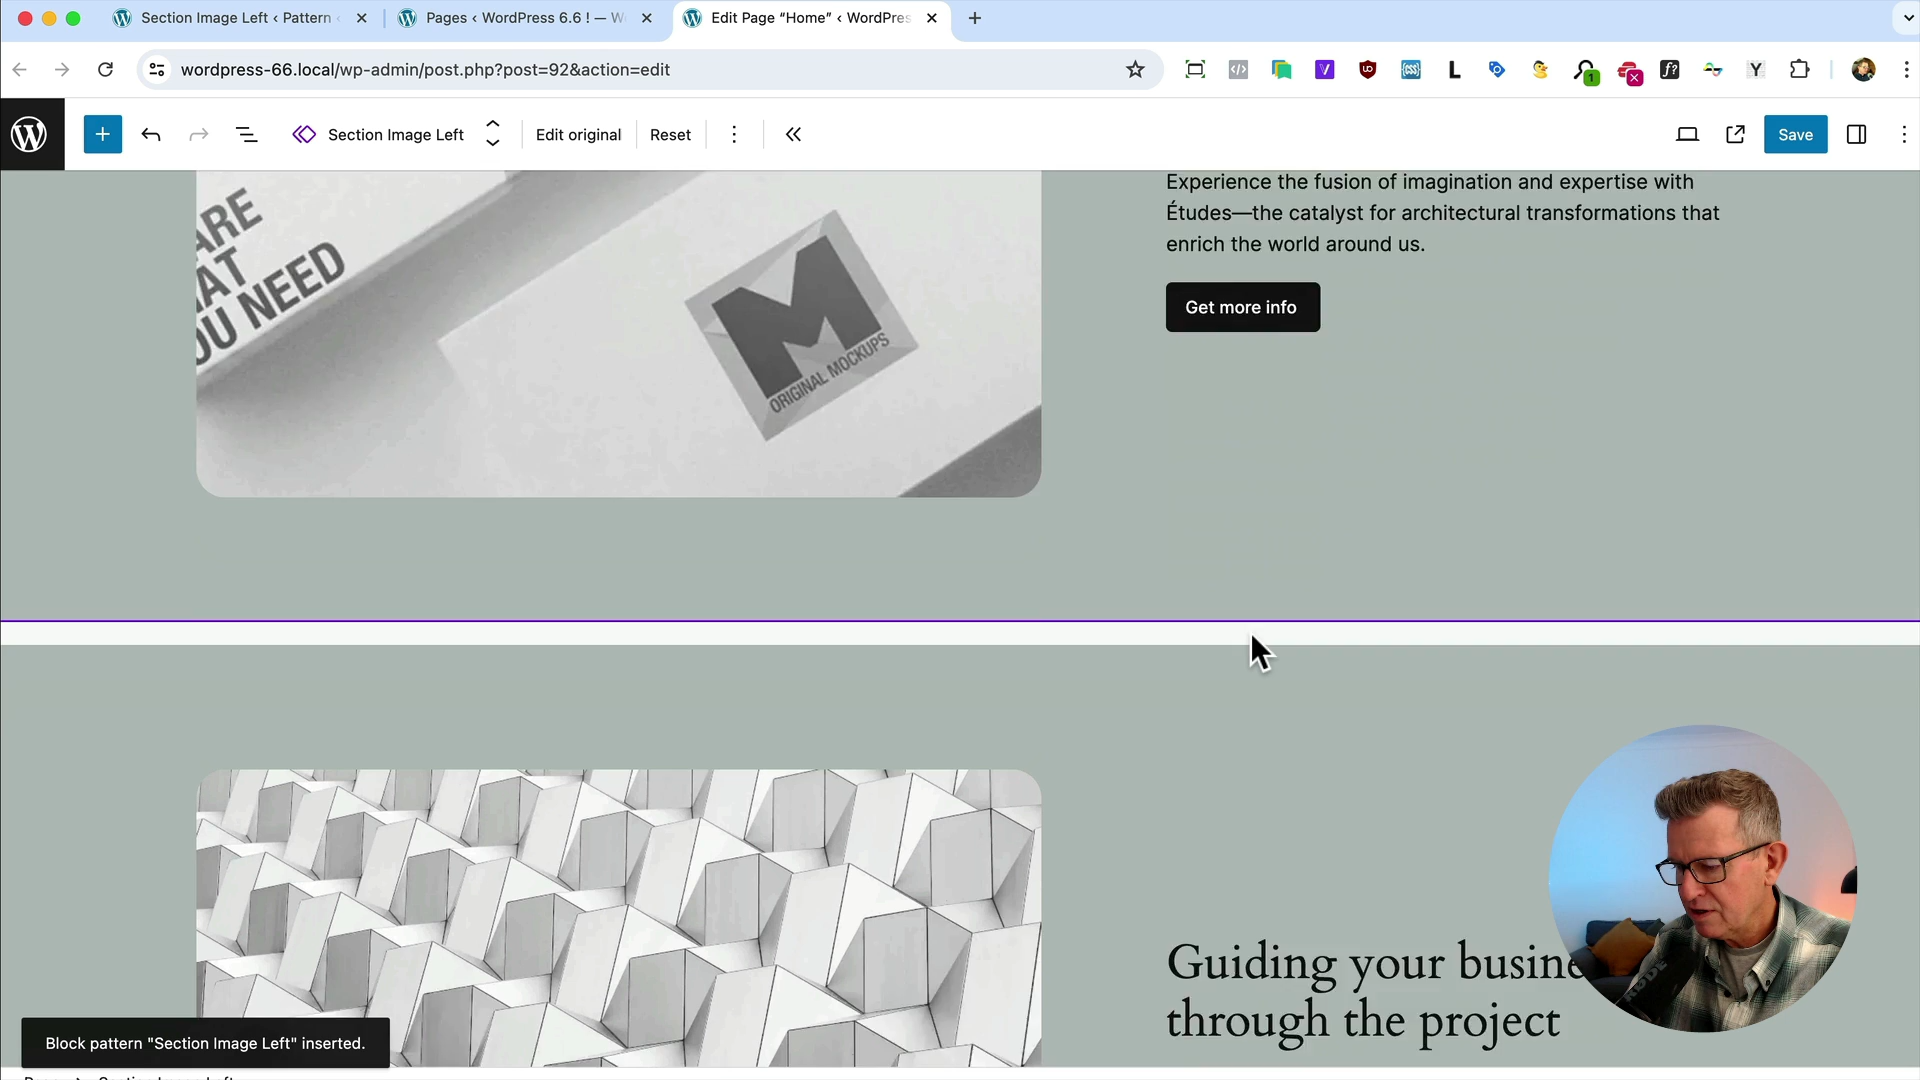 Section Image Left ‹ Pattern ‹
Pages ‹ WordPress 6.6 ! — W
Edit Page “Home” ‹ WordPres
wordpress-66.local/wp-admin/post.php?post=92&action=edit
Section Image Left
Edit original
Reset
Save
Experience the fusion of imagination and expertise with
Études—the catalyst for architectural transformations that
enrich the world around us.
Get more info
ARE
AT
OU NEED
M
ORIGINAL MOCKUPS
Guiding your busine
through the project
RODE
Block pattern "Section Image Left" inserted.